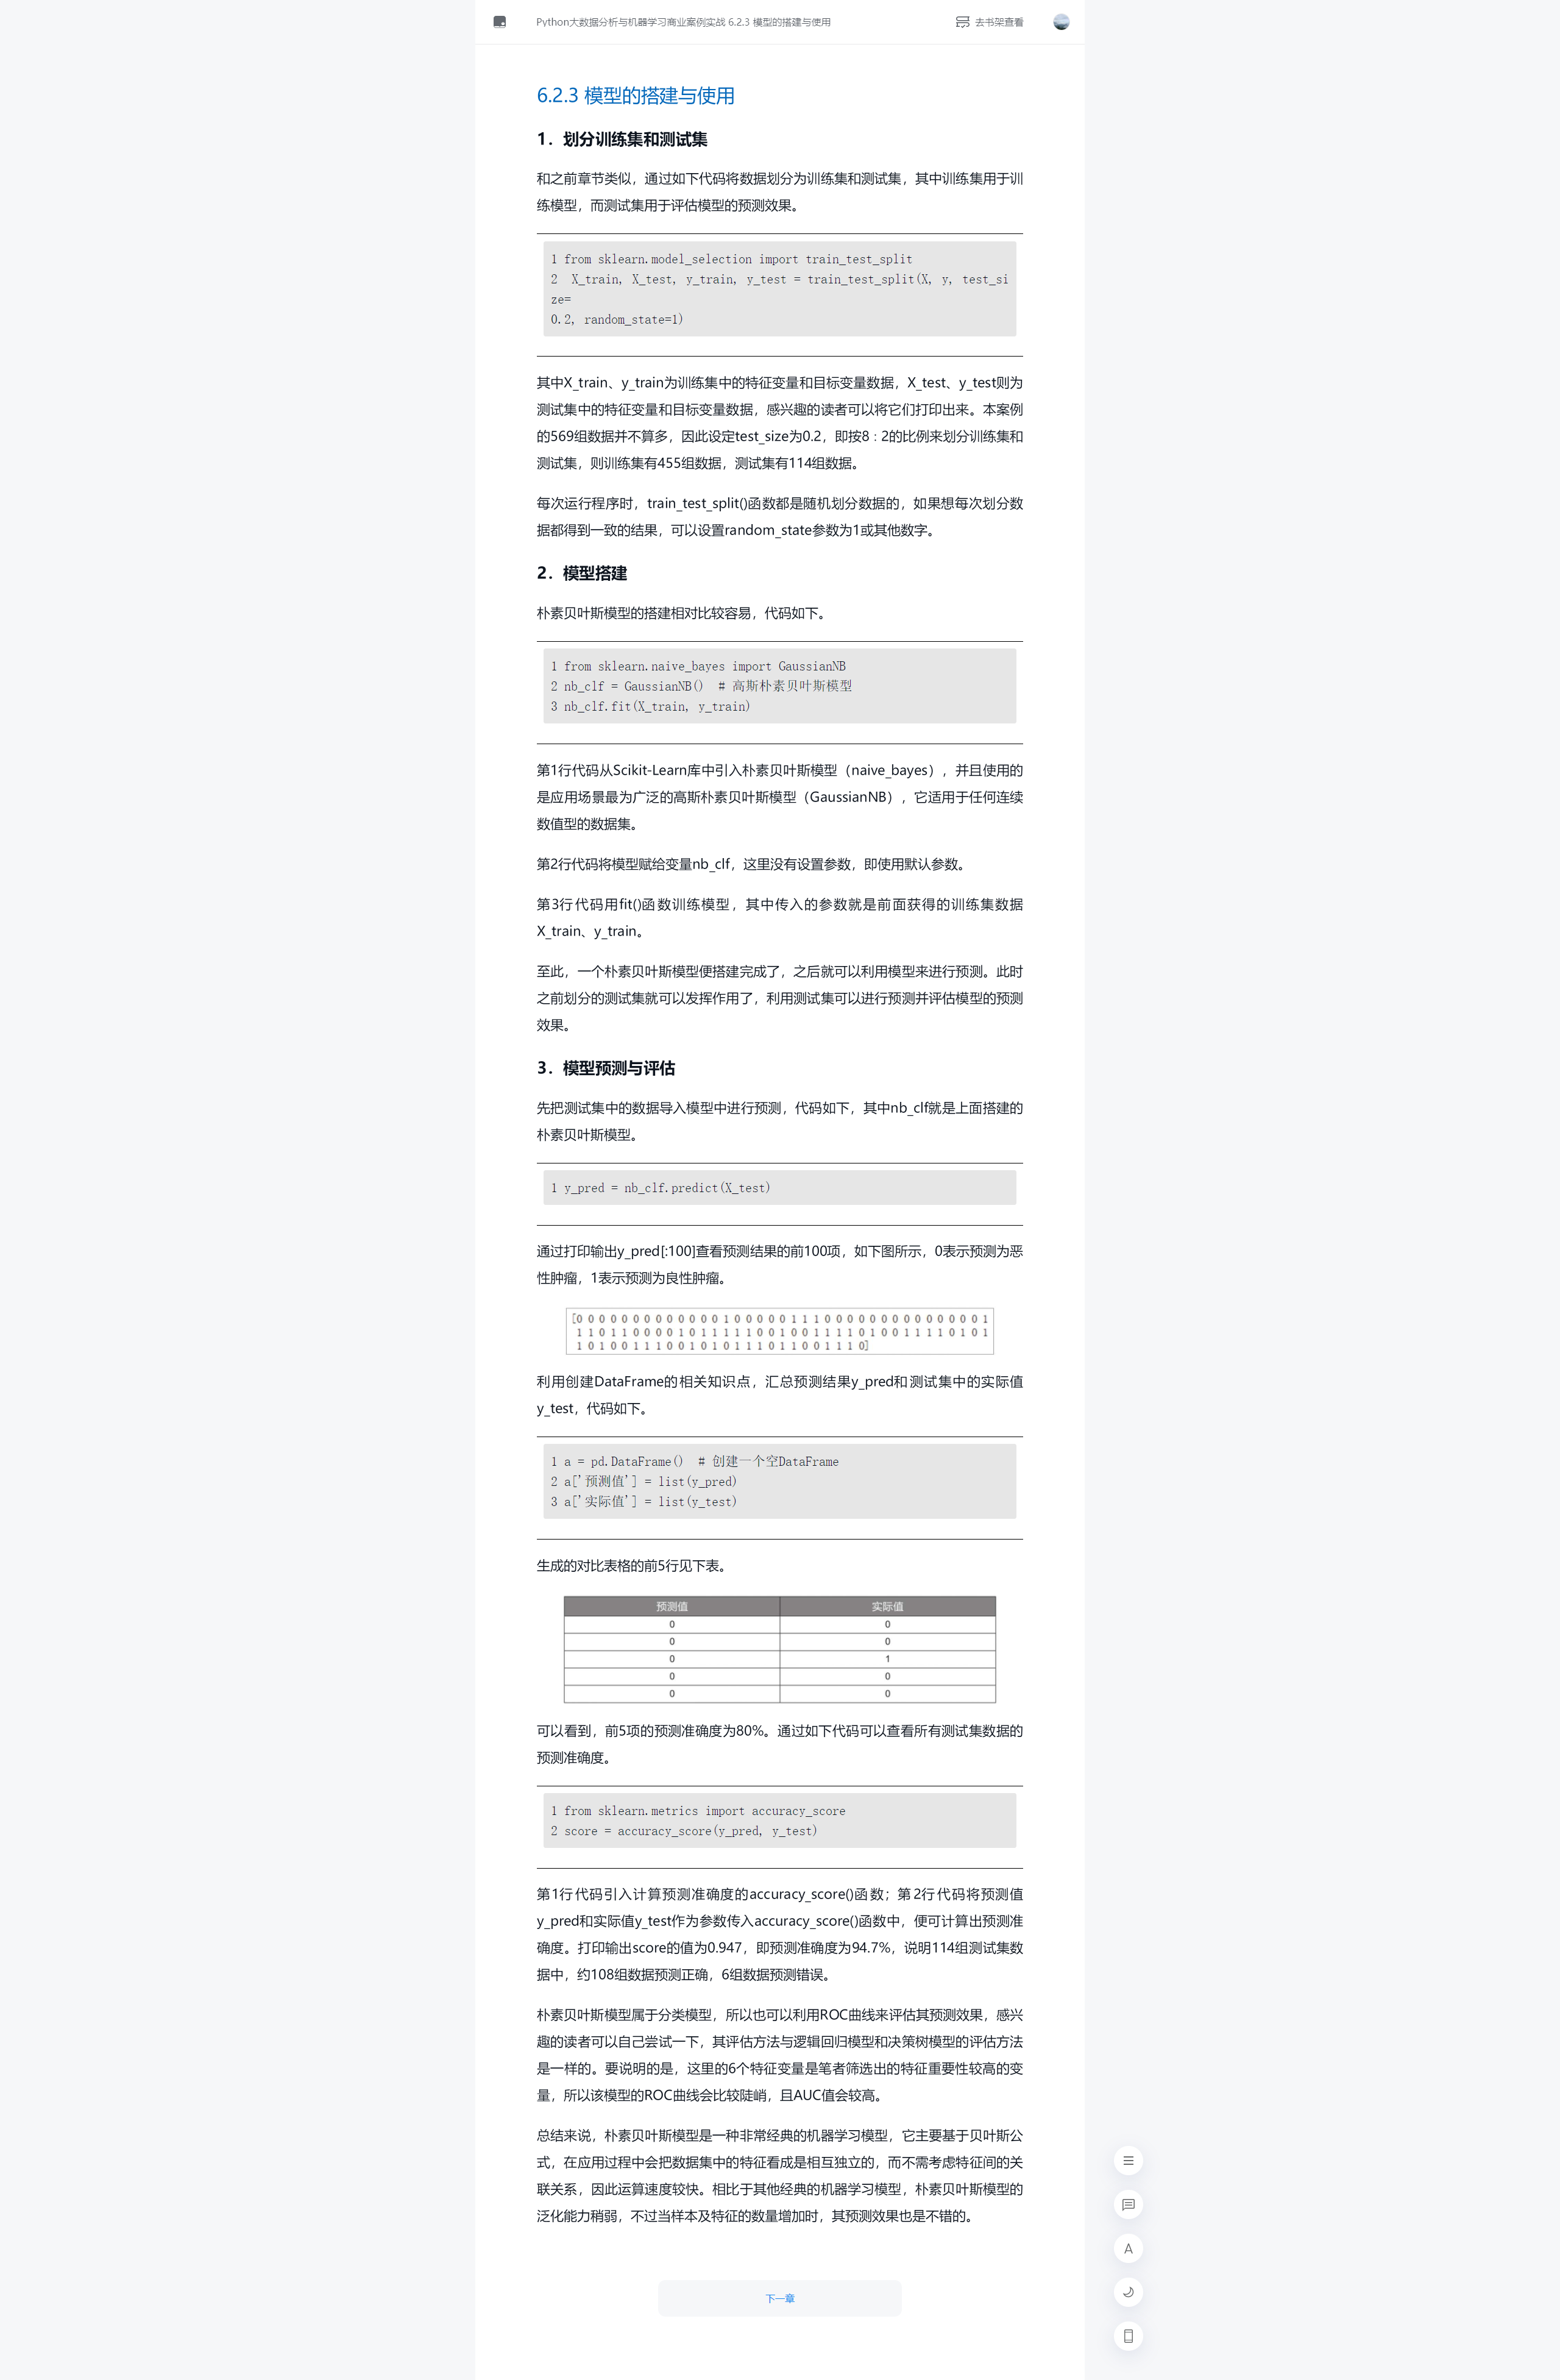 Python大数据分析与机器学习商业案例实战 6.2.3 模型的搭建与使用
去书架查看
6.2.3 模型的搭建与使用
1．划分训练集和测试集
和之前章节类似，通过如下代码将数据划分为训练集和测试集，其中训练集用于训
练模型，而测试集用于评估模型的预测效果。
1 from sklearn.model_selection import train_test_split
2  X_train, X_test, y_train, y_test = train_test_split(X, y, test_si
ze=
0.2, random_state=1)
其中X_train、y_train为训练集中的特征变量和目标变量数据，X_test、y_test则为
测试集中的特征变量和目标变量数据，感兴趣的读者可以将它们打印出来。本案例
的569组数据并不算多，因此设定test_size为0.2，即按8∶2的比例来划分训练集和
测试集，则训练集有455组数据，测试集有114组数据。
每次运行程序时，train_test_split()函数都是随机划分数据的，如果想每次划分数
据都得到一致的结果，可以设置random_state参数为1或其他数字。
2．模型搭建
朴素贝叶斯模型的搭建相对比较容易，代码如下。
1 from sklearn.naive_bayes import GaussianNB
2 nb_clf = GaussianNB()  # 高斯朴素贝叶斯模型
3 nb_clf.fit(X_train, y_train)
第1行代码从Scikit-Learn库中引入朴素贝叶斯模型（naive_bayes），并且使用的
是应用场景最为广泛的高斯朴素贝叶斯模型（GaussianNB），它适用于任何连续
数值型的数据集。
第2行代码将模型赋给变量nb_clf，这里没有设置参数，即使用默认参数。
第3行代码用fit()函数训练模型，其中传入的参数就是前面获得的训练集数据
X_train、y_train。
至此，一个朴素贝叶斯模型便搭建完成了，之后就可以利用模型来进行预测。此时
之前划分的测试集就可以发挥作用了，利用测试集可以进行预测并评估模型的预测
效果。
3．模型预测与评估
先把测试集中的数据导入模型中进行预测，代码如下，其中nb_clf就是上面搭建的
朴素贝叶斯模型。
1 y_pred = nb_clf.predict(X_test)
通过打印输出y_pred[:100]查看预测结果的前100项，如下图所示，0表示预测为恶
性肿瘤，1表示预测为良性肿瘤。
[0 0 0 0 0 0 0 0 0 0 0 0 0 1 0 0 0 0 0 1 1 1 0 0 0 0 0 0 0 0 0 0 0 0 0 0 1
1 1 0 1 1 0 0 0 0 1 0 1 1 1 1 1 0 0 1 0 0 1 1 1 1 0 1 0 0 1 1 1 1 0 1 0 1
1 0 1 0 0 1 1 1 0 0 1 0 1 0 1 1 1 0 1 1 0 0 1 1 1 0]
利用创建DataFrame的相关知识点，汇总预测结果y_pred和测试集中的实际值
y_test，代码如下。
1 a = pd.DataFrame()  # 创建一个空DataFrame
2 a['预测值'] = list(y_pred)
3 a['实际值'] = list(y_test)
生成的对比表格的前5行见下表。
预测值 实际值
0 0
0 0
0 1
0 0
0 0
可以看到，前5项的预测准确度为80%。通过如下代码可以查看所有测试集数据的
预测准确度。
1 from sklearn.metrics import accuracy_score
2 score = accuracy_score(y_pred, y_test)
第1行代码引入计算预测准确度的accuracy_score()函数；第2行代码将预测值
y_pred和实际值y_test作为参数传入accuracy_score()函数中，便可计算出预测准
确度。打印输出score的值为0.947，即预测准确度为94.7%，说明114组测试集数
据中，约108组数据预测正确，6组数据预测错误。
朴素贝叶斯模型属于分类模型，所以也可以利用ROC曲线来评估其预测效果，感兴
趣的读者可以自己尝试一下，其评估方法与逻辑回归模型和决策树模型的评估方法
是一样的。要说明的是，这里的6个特征变量是笔者筛选出的特征重要性较高的变
量，所以该模型的ROC曲线会比较陡峭，且AUC值会较高。
总结来说，朴素贝叶斯模型是一种非常经典的机器学习模型，它主要基于贝叶斯公
式，在应用过程中会把数据集中的特征看成是相互独立的，而不需考虑特征间的关
联关系，因此运算速度较快。相比于其他经典的机器学习模型，朴素贝叶斯模型的
泛化能力稍弱，不过当样本及特征的数量增加时，其预测效果也是不错的。
下一章
A